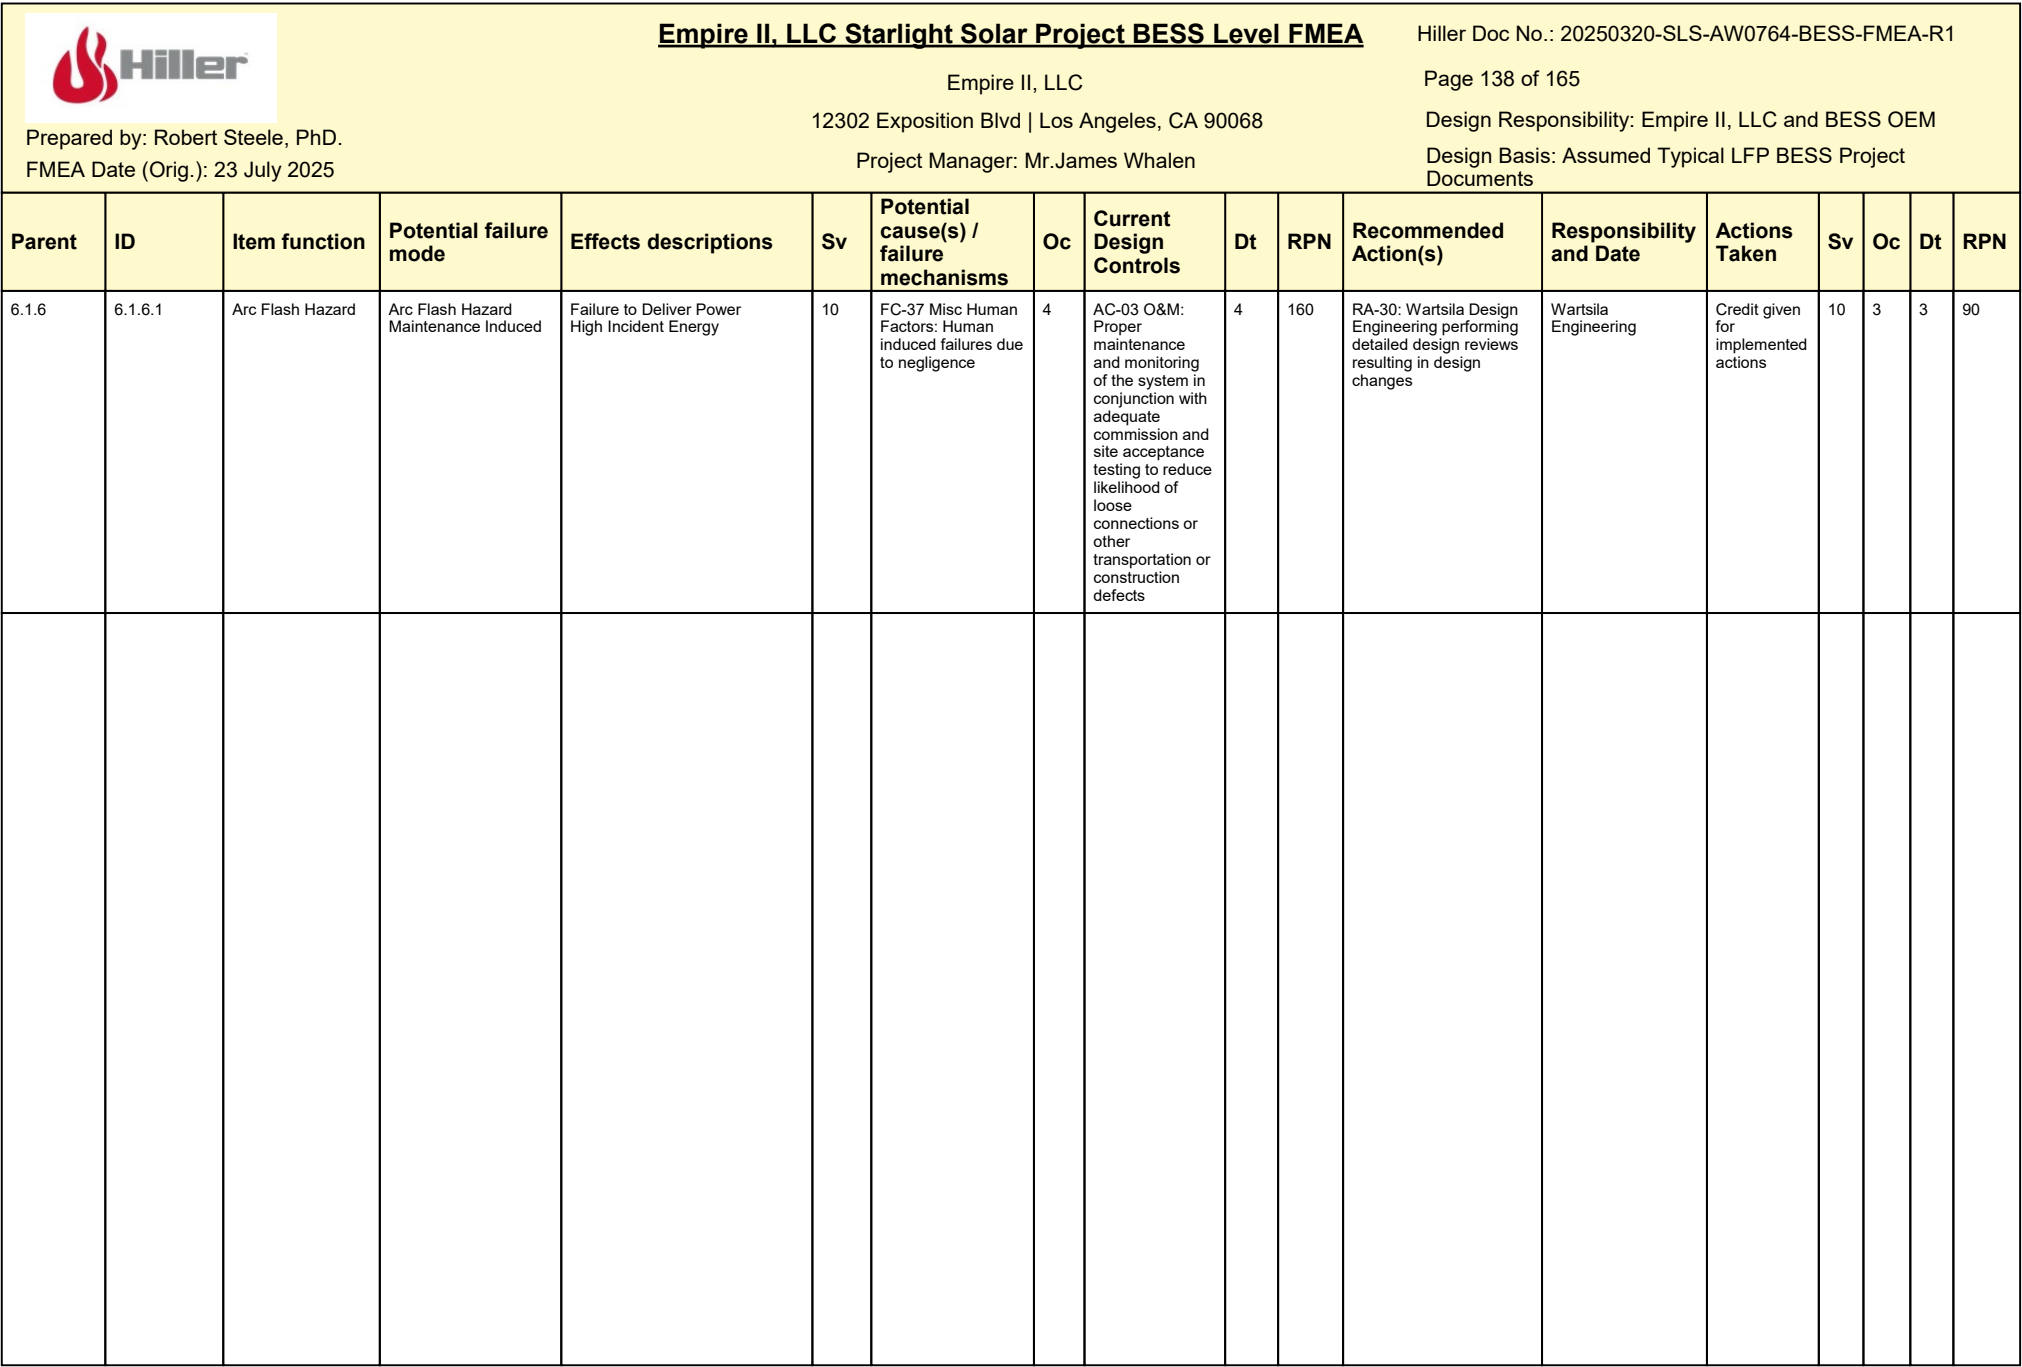 Hiller
Prepared by: Robert Steele, PhD.
FMEA Date (Orig.): 23 July 2025
Empire II, LLC Starlight Solar Project BESS Level FMEA
Empire II, LLC
12302 Exposition Blvd | Los Angeles, CA 90068
Project Manager: Mr.James Whalen
Hiller Doc No.: 20250320-SLS-AW0764-BESS-FMEA-R1
Page 138 of 165
Design Responsibility: Empire II, LLC and BESS OEM
Design Basis: Assumed Typical LFP BESS Project
Documents
Parent
ID
Item function
Potential failure
mode
Effects descriptions
Sv
Potential
cause(s) /
failure
mechanisms
Oc
Current
Design
Controls
Dt
RPN
Recommended
Action(s)
Responsibility
and Date
Actions
Taken
Sv
Oc
Dt
RPN
6.1.6
6.1.6.1
Arc Flash Hazard
Arc Flash Hazard
Maintenance Induced
Failure to Deliver Power
High Incident Energy
10
FC-37 Misc Human
Factors: Human
induced failures due
to negligence
4
AC-03 O&M:
Proper
maintenance
and monitoring
of the system in
conjunction with
adequate
commission and
site acceptance
testing to reduce
likelihood of
loose
connections or
other
transportation or
construction
defects
4
160
RA-30: Wartsila Design
Engineering performing
detailed design reviews
resulting in design
changes
Wartsila
Engineering
Credit given
for
implemented
actions
10
3
3
90